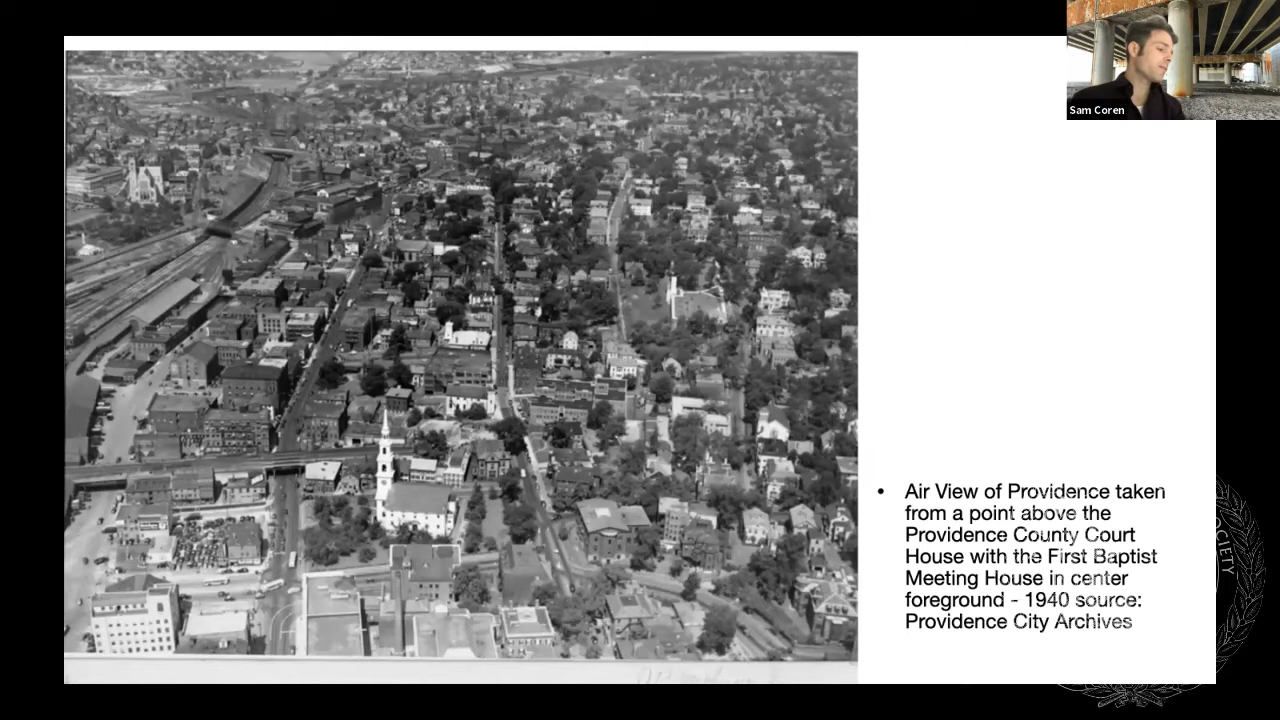 Sam Coren
• Air View of Providence taken
from a point above the
Providence County Court
House with the First Baptist
Meeting House in center
foreground - 1940 source:
Providence City Archives